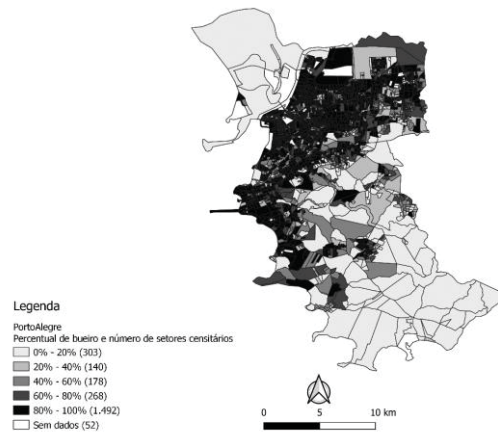 Legenda
PortoAlegre
Percentual de bueiro e número de setores censitários
0% - 20% (303)
20% - 40% (140)
40% - 60% (178)
60% - 80% (268)
80% - 100% (1.492)
Sem dados (52)
0 5 10 km